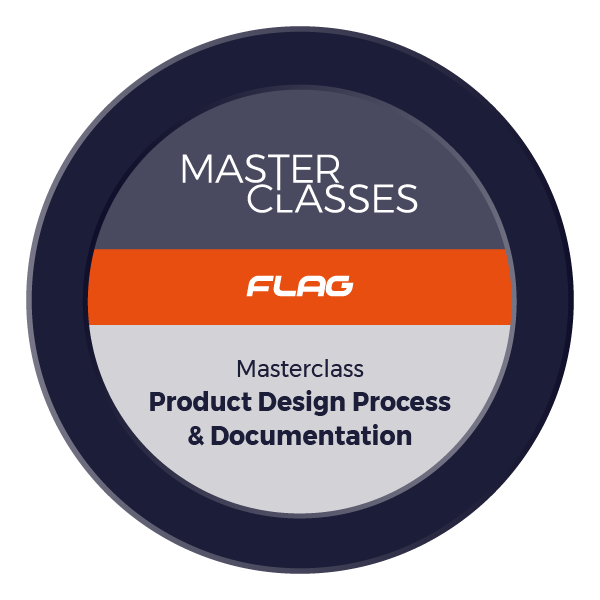 MASTER
CLASSES
FLAG
Masterclass
Product Design Process
& Documentation